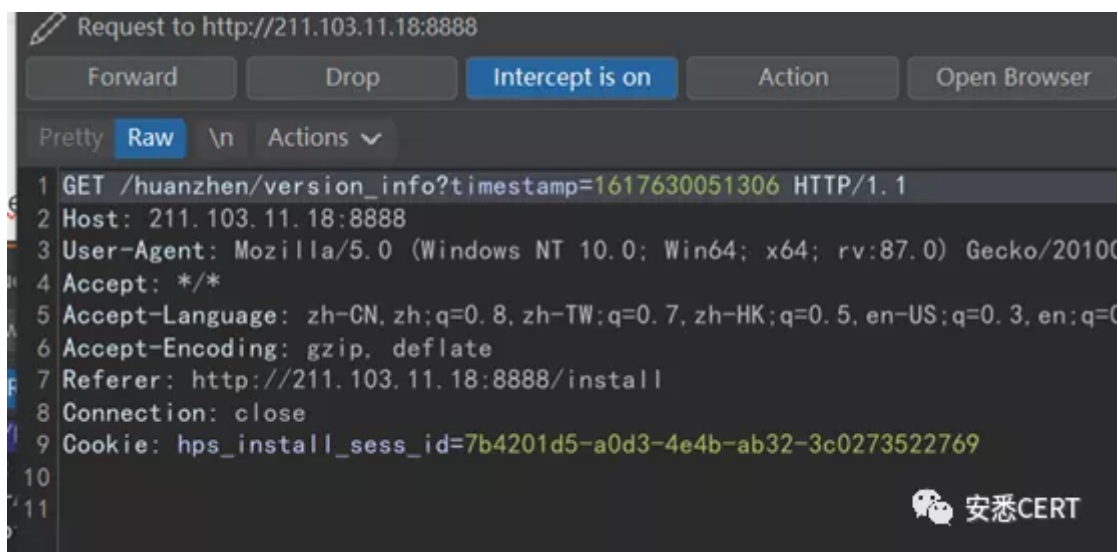 Request to http://211.103.11.18:8888
Forward Drop Intercept is on Action Open Browser
Pretty Raw \n Actions
1 GET /huanzhen/version_info?timestamp=1617630051306 HTTP/1.1
2 Host: 211.103.11.18:8888
3 User-Agent: Mozilla/5.0 (Windows NT 10.0; Win64; x64; rv:87.0) Gecko/20100
4 Accept: */*
5 Accept-Language: zh-CN,zh;q=0.8,zh-TW;q=0.7,zh-HK;q=0.5,en-US;q=0.3,en;q=0
6 Accept-Encoding: gzip, deflate
7 Referer: http://211.103.11.18:8888/install
8 Connection: close
9 Cookie: hps_install_sess_id=7b4201d5-a0d3-4e4b-ab32-3c0273522769
10
11
安悉CERT